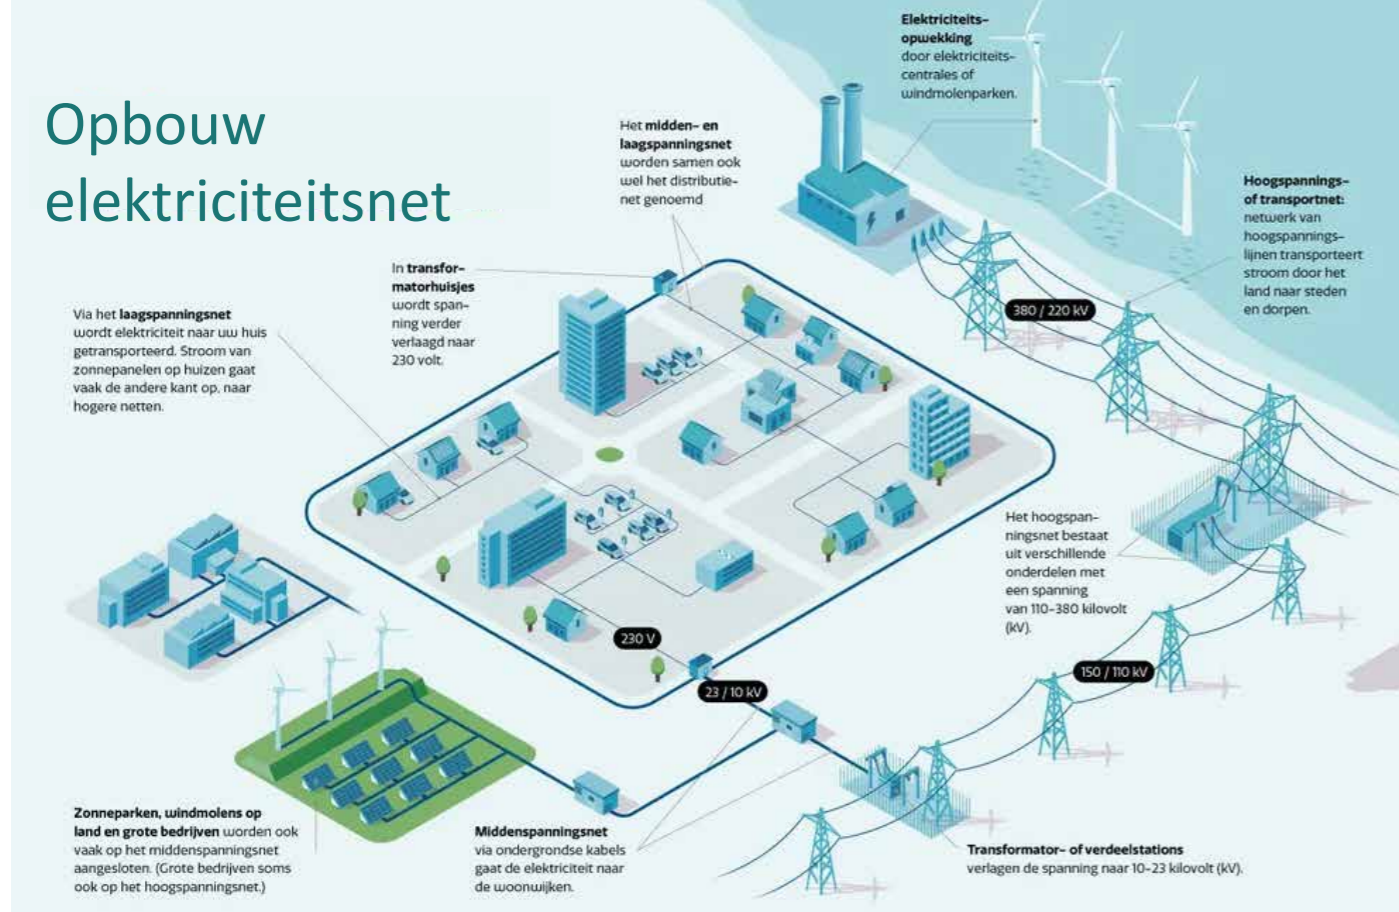 Opbouw
elektriciteitsnet
Elektriciteits-
opwekking
door elektriciteits-
centrales of
windmolenparken.
Het midden- en
laagspanningsnet
worden samen ook
wel het distributie-
net genoemd
Hoogspannings-
of transportnet:
netwerk van
hoogspannings-
lijnen transporteert
stroom door het
land naar steden
en dorpen.
In transfor-
matorhuisjes
wordt span-
ning verder
verlaagd naar
230 volt.
Via het laagspanningsnet
wordt elektriciteit naar uw huis
getransporteerd. Stroom van
zonnepanelen op huizen gaat
vaak de andere kant op, naar
hogere netten.
380 / 220 kV
Het hoogspan-
ningsnet bestaat
uit verschillende
onderdelen met
een spanning
van 110-380 kilovolt
(kV).
230 V
23 / 10 kV
150 / 110 kV
Zonneparken, windmolens op
land en grote bedrijven worden ook
vaak op het middenspanningsnet
aangesloten. (Grote bedrijven soms
ook op het hoogspanningsnet.)
Middenspanningsnet
via ondergrondse kabels
gaat de elektriciteit naar
de woonwijken.
Transformator- of verdeelstations
verlagen de spanning naar 10-23 kilovolt (kV).